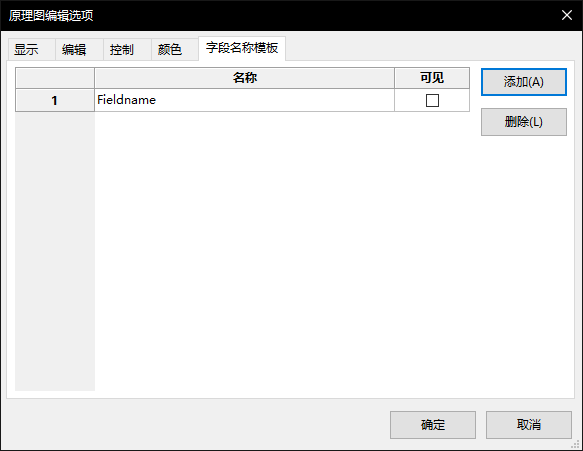 原理图编辑选项
显示 编辑 控制 颜色 字段名称模板
名称 可见 添加(A)
1 Fieldname
删除(L)
确定 取消